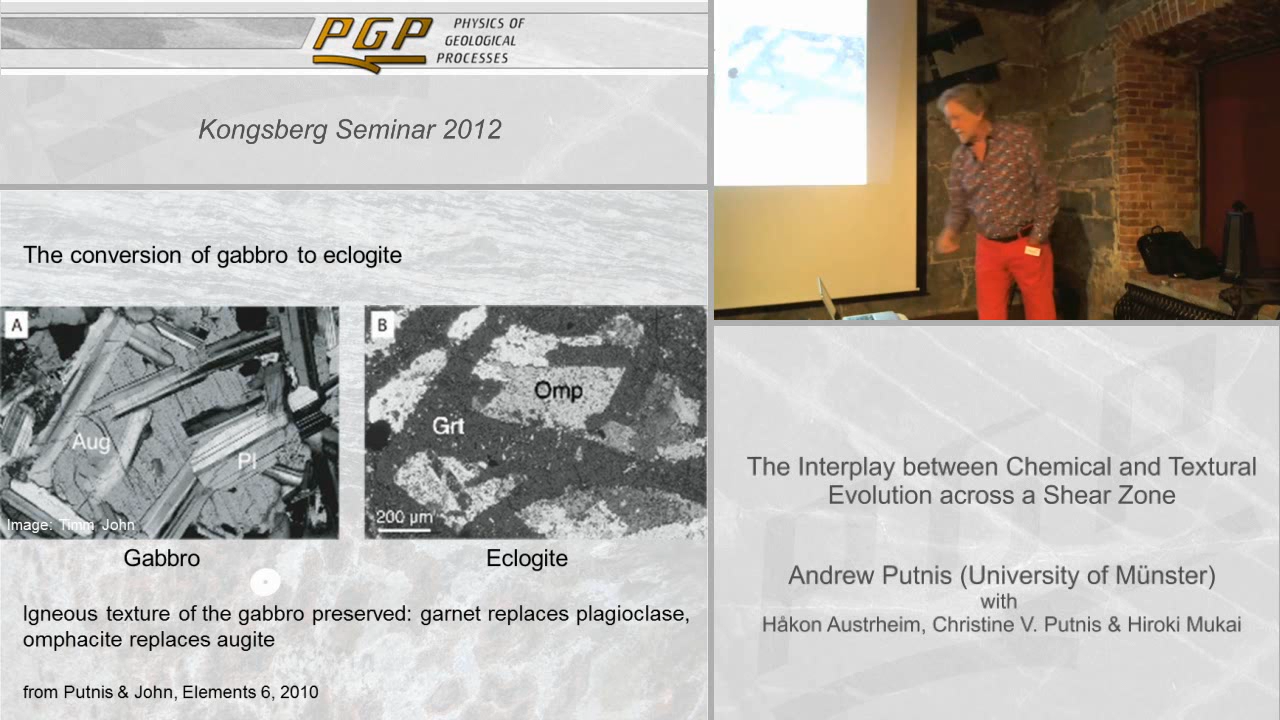 PGP
PHYSICS OF
GEOLOGICAL
PROCESSES
Kongsberg Seminar 2012
The conversion of gabbro to eclogite
A
Aug
Pl
Image: Timm John
B
Omp
Grt
200 µm
Gabbro
Eclogite
Igneous texture of the gabbro preserved: garnet replaces plagioclase,
omphacite replaces augite
from Putnis & John, Elements 6, 2010
The Interplay between Chemical and Textural
Evolution across a Shear Zone
Andrew Putnis (University of Münster)
with
Håkon Austrheim, Christine V. Putnis & Hiroki Mukai